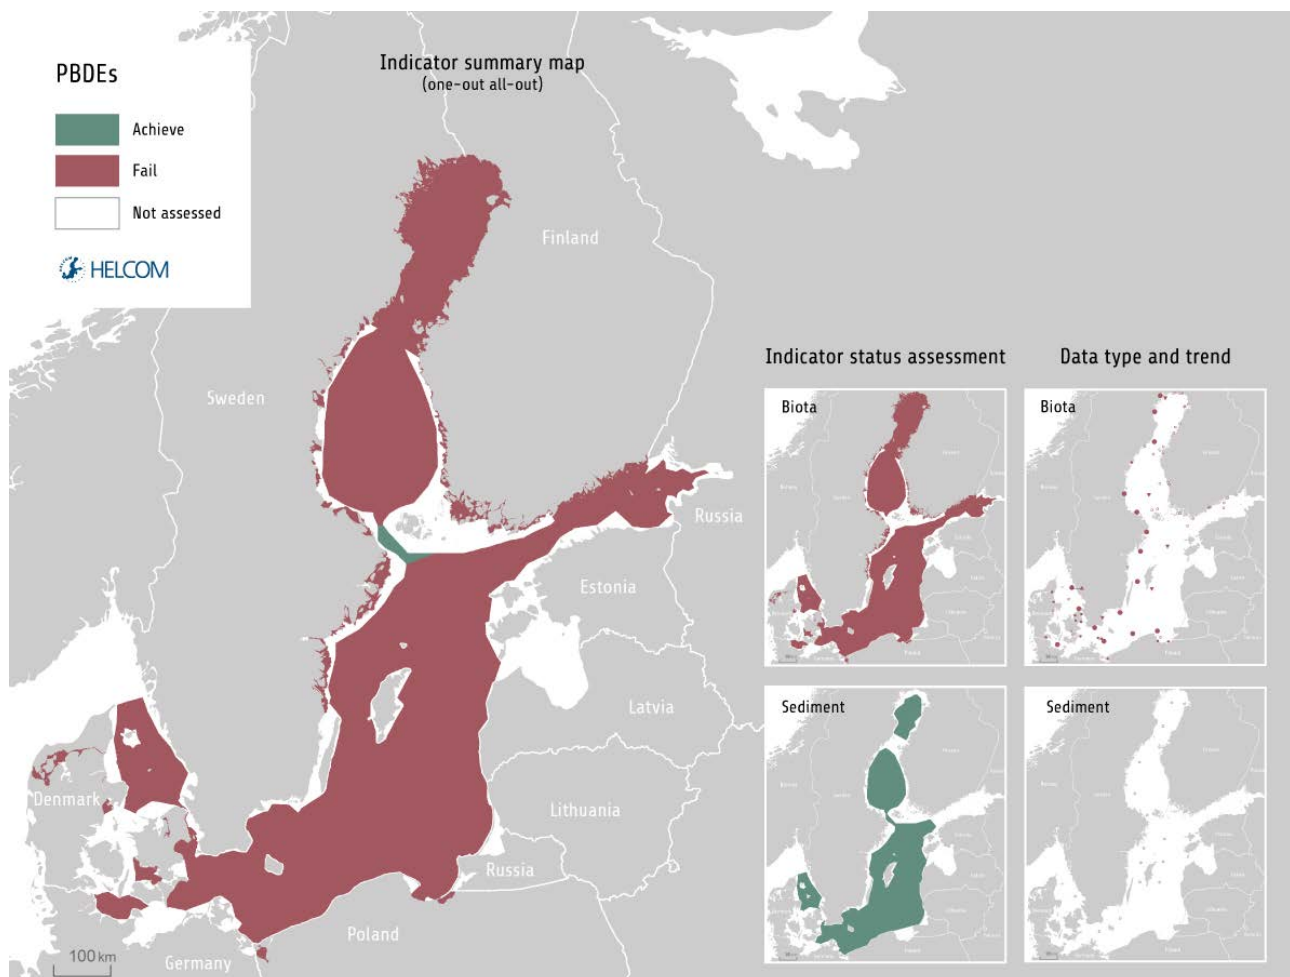 PBDEs
Achieve
Fail
Not assessed
HELCOM
Indicator summary map
(one-out all-out)
Finland
Sweden
Russia
Estonia
Latvia
Lithuania
Russia
Denmark
Poland
Germany
100 km
Indicator status assessment
Data type and trend
Biota
Biota
Sediment
Sediment